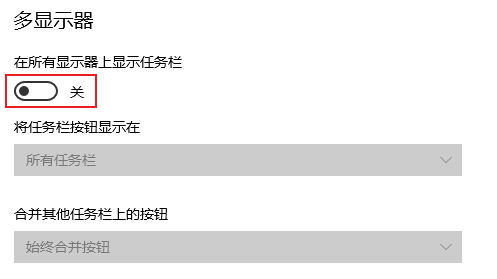 多显示器
在所有显示器上显示任务栏
关
将任务栏按钮显示在
所有任务栏
合并其他任务栏上的按钮
始终合并按钮